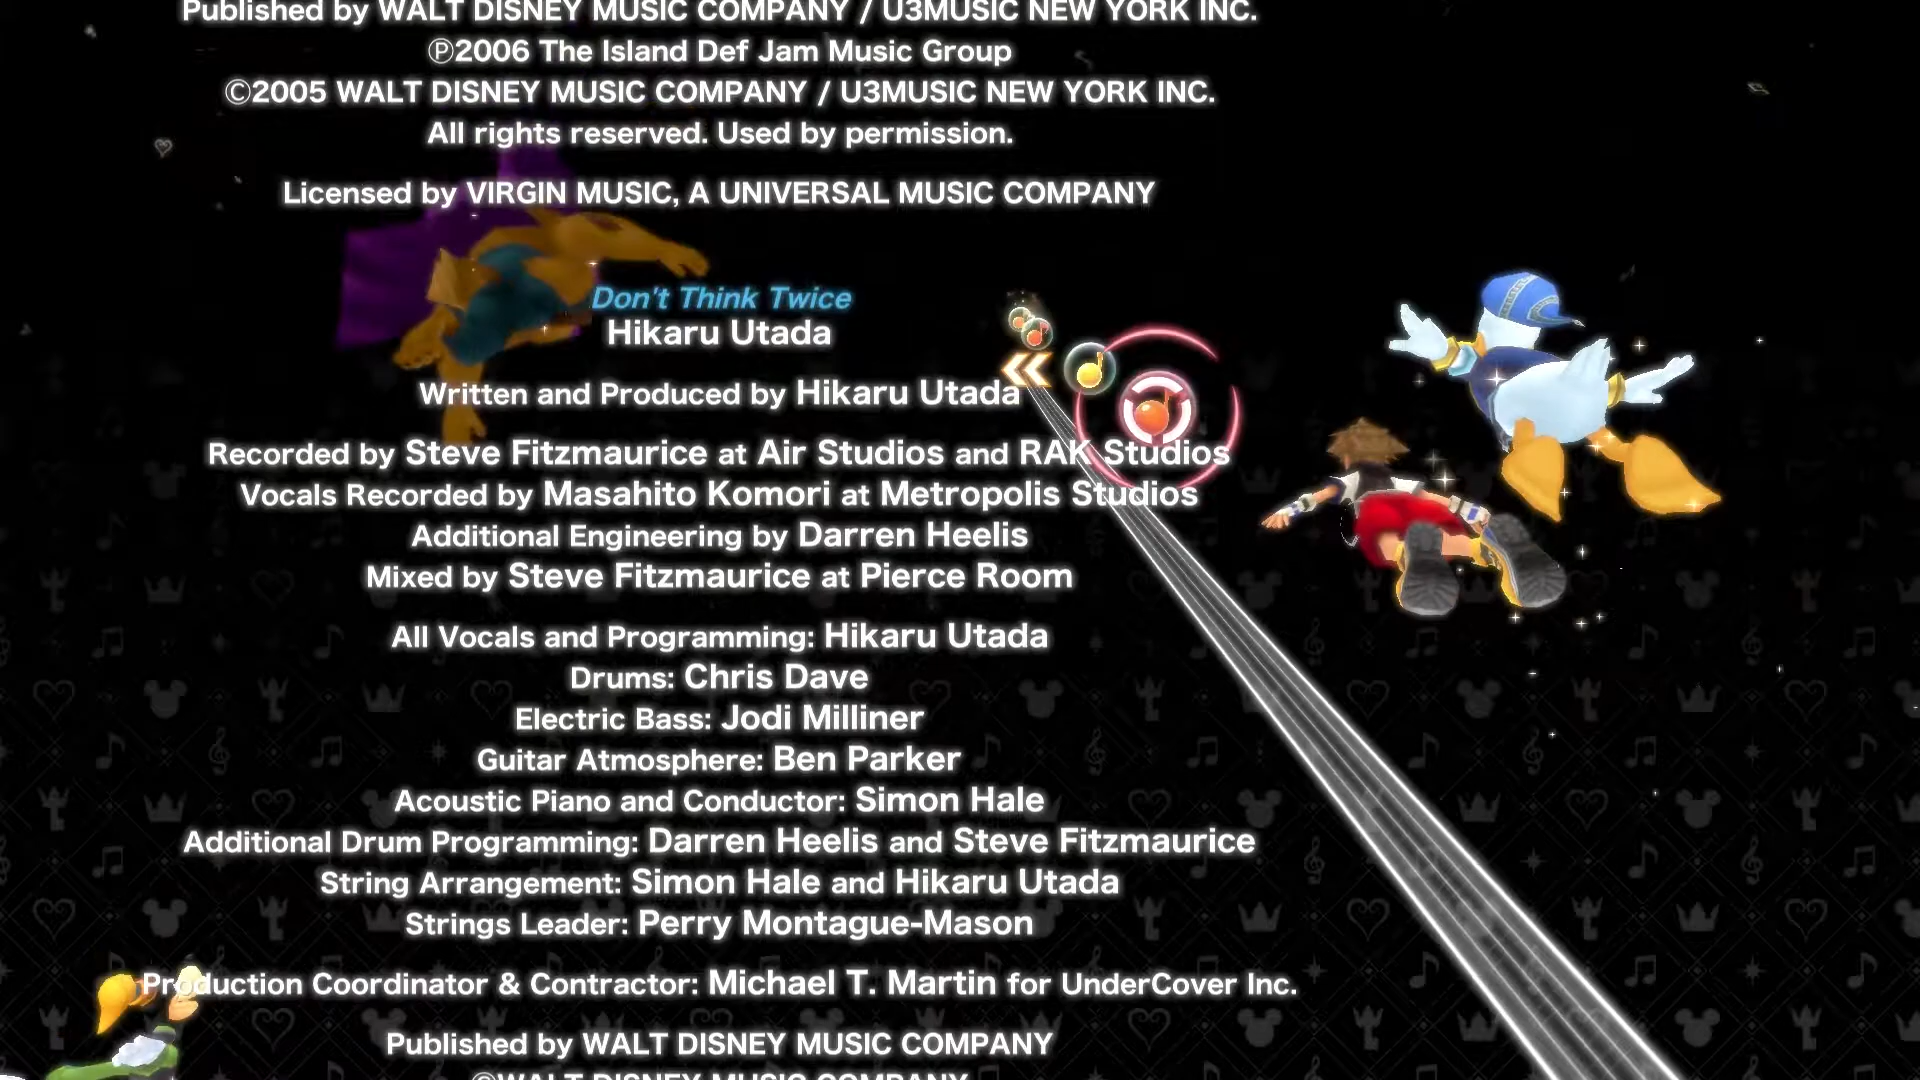 Published by WALT DISNEY MUSIC COMPANY / U3MUSIC NEW YORK INC.
Ⓟ2006 The Island Def Jam Music Group
©2005 WALT DISNEY MUSIC COMPANY / U3MUSIC NEW YORK INC.
All rights reserved. Used by permission.
Licensed by VIRGIN MUSIC, A UNIVERSAL MUSIC COMPANY
Don't Think Twice
Hikaru Utada
Written and Produced by Hikaru Utada
Recorded by Steve Fitzmaurice at Air Studios and RAK Studios
Vocals Recorded by Masahito Komori at Metropolis Studios
Additional Engineering by Darren Heelis
Mixed by Steve Fitzmaurice at Pierce Room
All Vocals and Programming: Hikaru Utada
Drums: Chris Dave
Electric Bass: Jodi Milliner
Guitar Atmosphere: Ben Parker
Acoustic Piano and Conductor: Simon Hale
Additional Drum Programming: Darren Heelis and Steve Fitzmaurice
String Arrangement: Simon Hale and Hikaru Utada
Strings Leader: Perry Montague-Mason
Production Coordinator & Contractor: Michael T. Martin for UnderCover Inc.
Published by WALT DISNEY MUSIC COMPANY
©WALT DISNEY MUSIC COMPANY